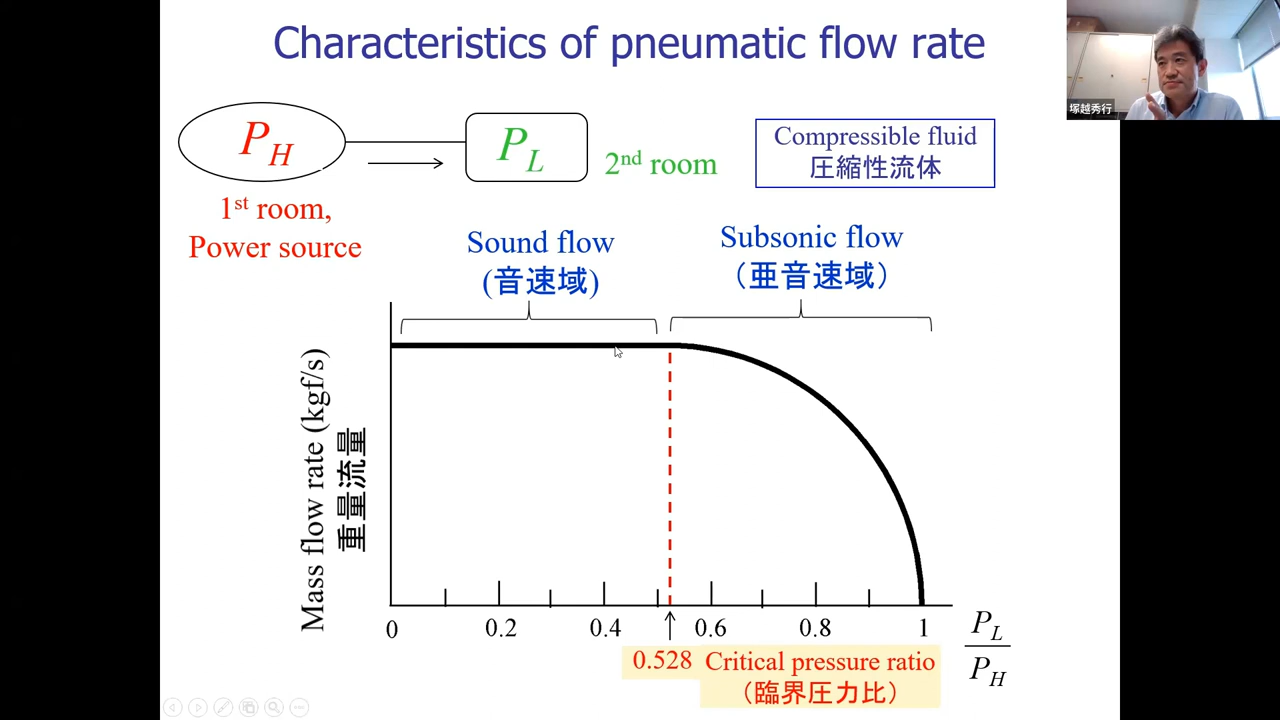 Characteristics of pneumatic flow rate
塚越秀行
P_H
P_L
2nd room
1st room,
Power source
Compressible fluid
圧縮性流体
Sound flow
(音速域)
Subsonic flow
（亜音速域）
Mass flow rate (kgf/s)
重量流量
0 0.2 0.4 0.6 0.8 1
P_L
P_H
0.528 Critical pressure ratio
（臨界圧力比）